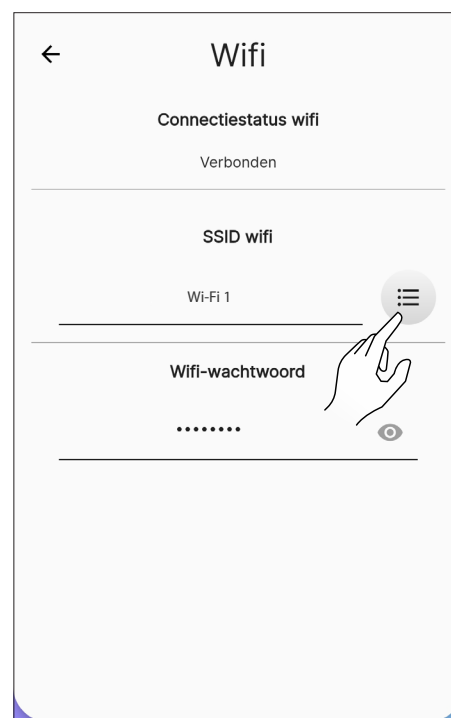 Wifi
Connectiestatus wifi
Verbonden
SSID wifi
Wi-Fi 1
Wifi-wachtwoord
••••••••